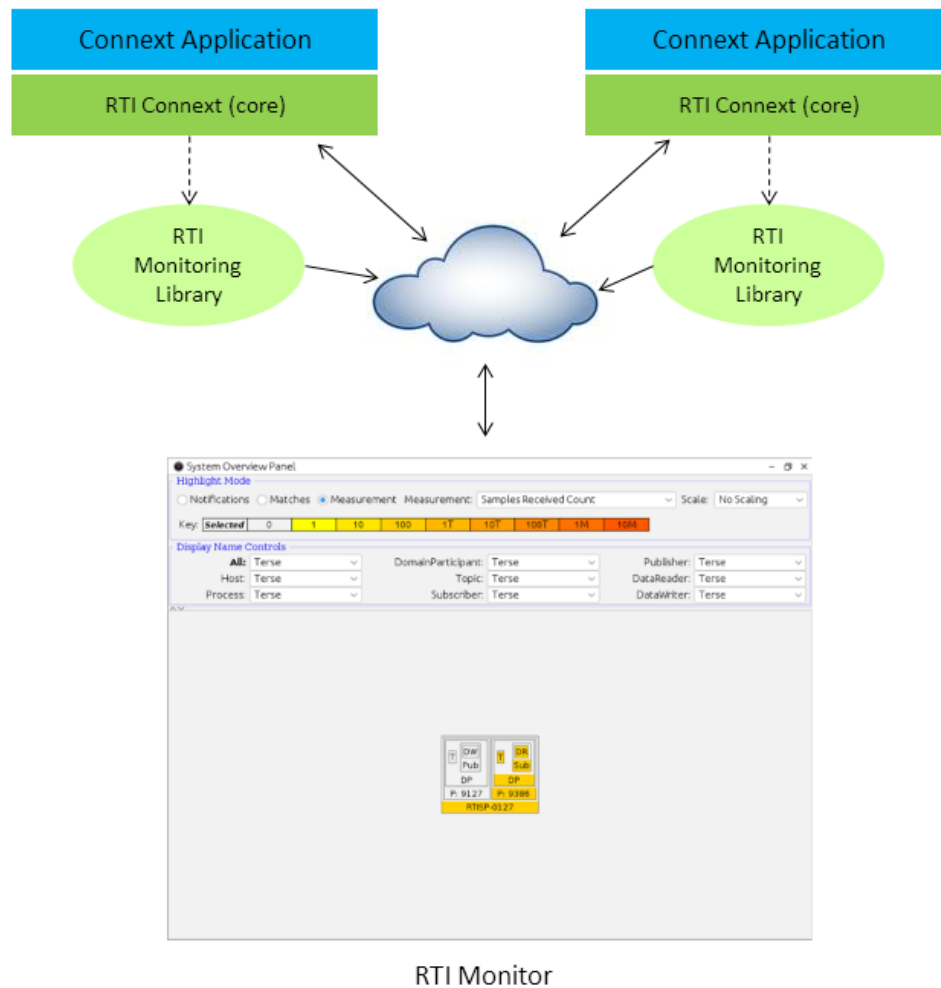 Connext Application
Connext Application
RTI Connext (core)
RTI Connext (core)
RTI
Monitoring
Library
RTI
Monitoring
Library
System Overview Panel
Highlight Mode
Notifications Matches Measurement Measurement: Samples Received Count Scale: No Scaling
Key: Selected 0 1 10 100 1T 10T 100T 1M 10M
Display Name Controls
All: Terse DomainParticipant: Terse Publisher: Terse
Host: Terse Topic: Terse DataReader: Terse
Process: Terse Subscriber: Terse DataWriter: Terse
T DW T DR
Pub Sub
DP DP
P: 9127 P: 9386
RTISP-0127
RTI Monitor